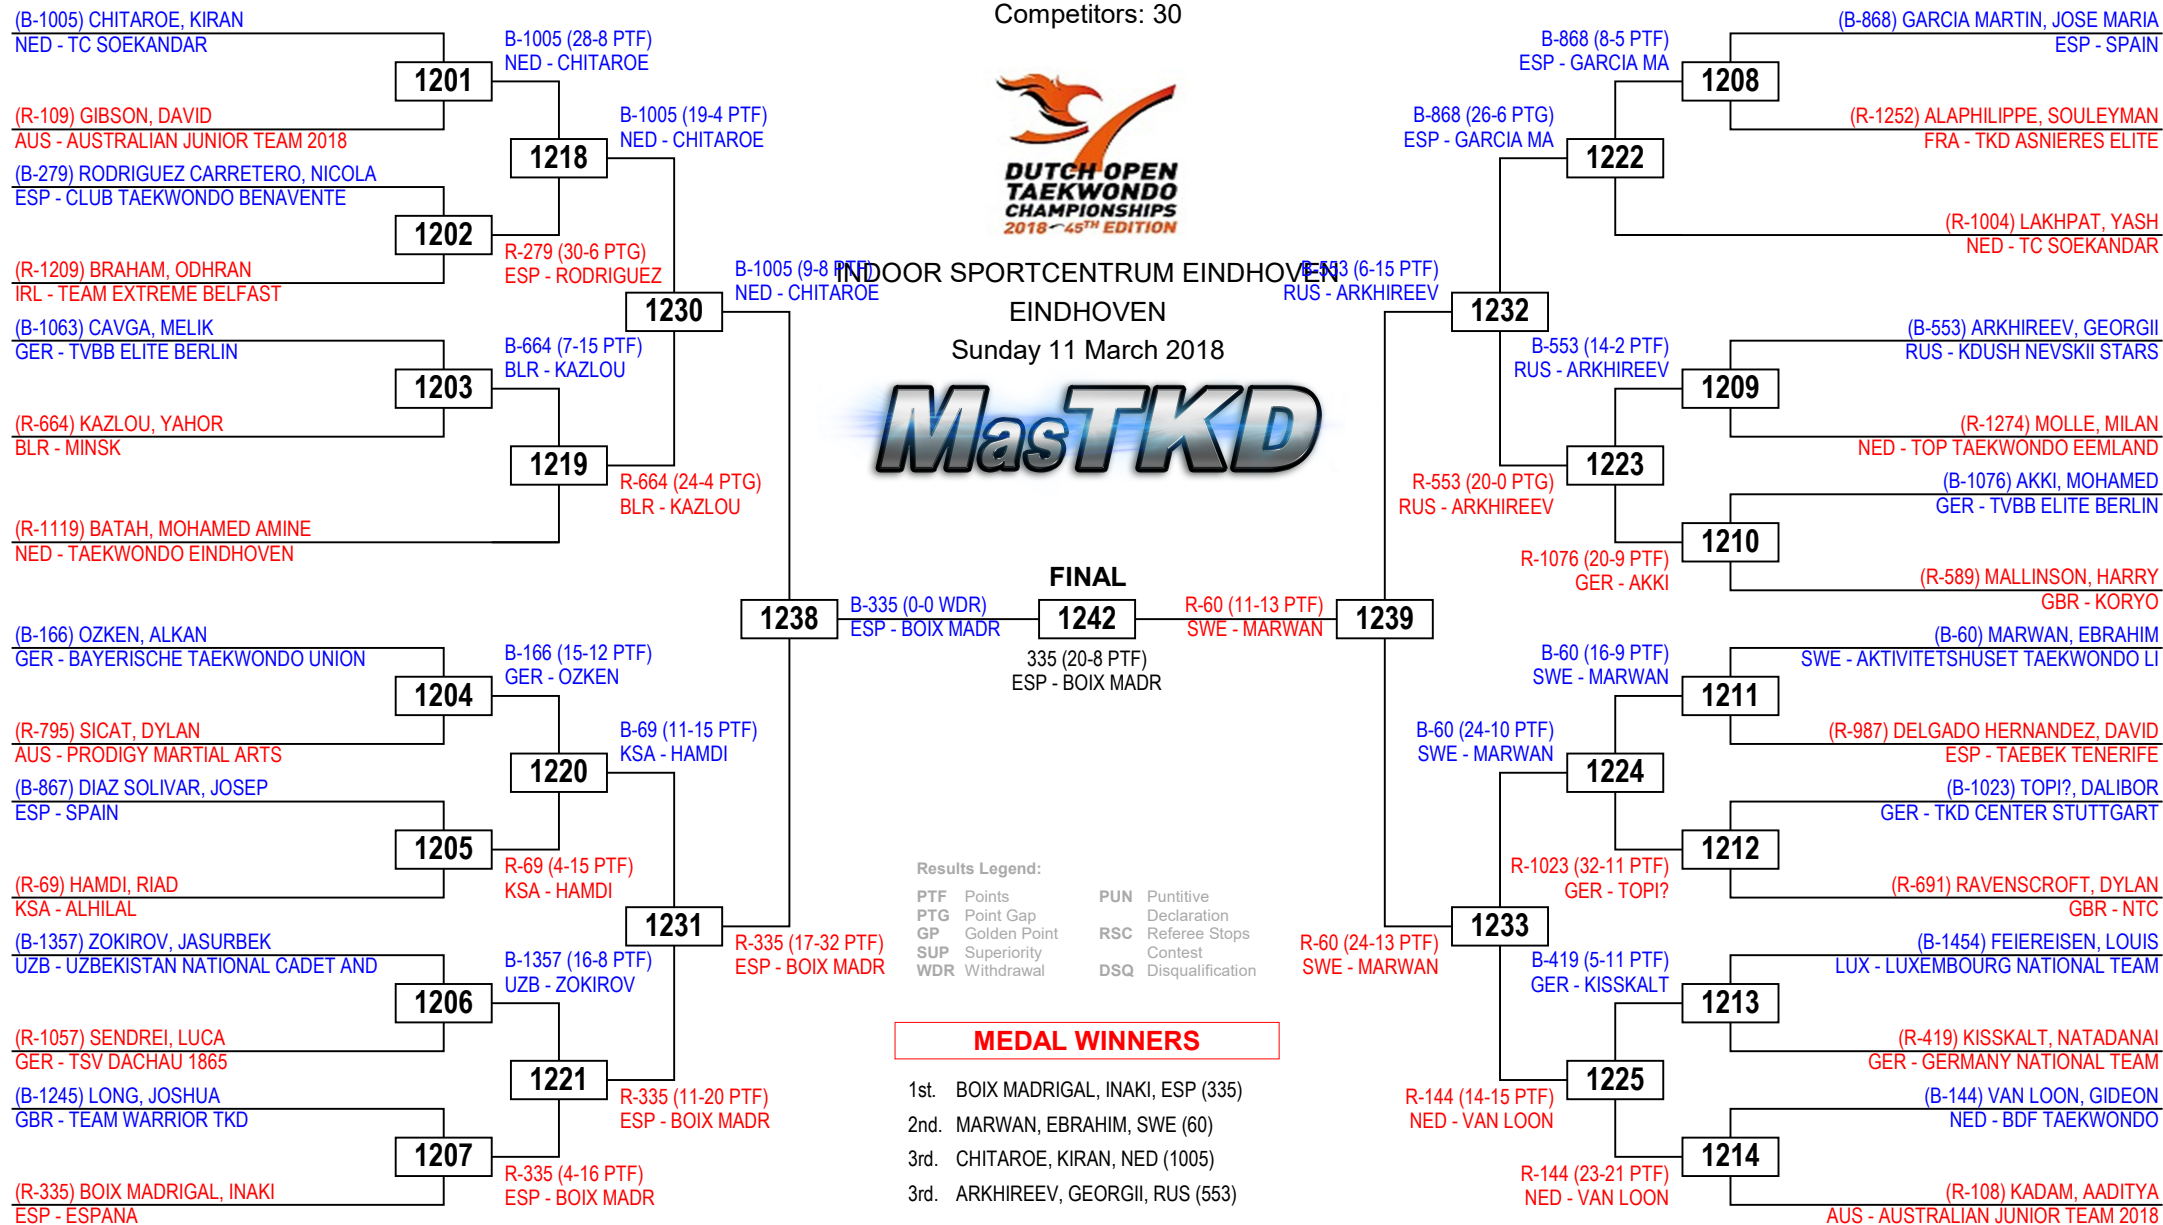 Competitors: 30
DUTCH OPEN
TAEKWONDO
CHAMPIONSHIPS
2018 - 45TH EDITION
INDOOR SPORTCENTRUM EINDHOVEN
EINDHOVEN
Sunday 11 March 2018
MasTKD
(B-1005) CHITAROE, KIRAN
NED - TC SOEKANDAR
1201
(R-109) GIBSON, DAVID
AUS - AUSTRALIAN JUNIOR TEAM 2018
(B-279) RODRIGUEZ CARRETERO, NICOLA
ESP - CLUB TAEKWONDO BENAVENTE
1202
(R-1209) BRAHAM, ODHRAN
IRL - TEAM EXTREME BELFAST
(B-1063) CAVGA, MELIK
GER - TVBB ELITE BERLIN
1203
(R-664) KAZLOU, YAHOR
BLR - MINSK
(R-1119) BATAH, MOHAMED AMINE
NED - TAEKWONDO EINDHOVEN
(B-166) OZKEN, ALKAN
GER - BAYERISCHE TAEKWONDO UNION
1204
(R-795) SICAT, DYLAN
AUS - PRODIGY MARTIAL ARTS
(B-867) DIAZ SOLIVAR, JOSEP
ESP - SPAIN
1205
(R-69) HAMDI, RIAD
KSA - ALHILAL
(B-1357) ZOKIROV, JASURBEK
UZB - UZBEKISTAN NATIONAL CADET AND
1206
(R-1057) SENDREI, LUCA
GER - TSV DACHAU 1865
(B-1245) LONG, JOSHUA
GBR - TEAM WARRIOR TKD
1207
(R-335) BOIX MADRIGAL, INAKI
ESP - ESPANA
B-1005 (28-8 PTF)
NED - CHITAROE
1218
R-279 (30-6 PTG)
ESP - RODRIGUEZ
B-664 (7-15 PTF)
BLR - KAZLOU
1219
B-166 (15-12 PTF)
GER - OZKEN
1220
R-69 (4-15 PTF)
KSA - HAMDI
B-1357 (16-8 PTF)
UZB - ZOKIROV
1221
R-335 (4-16 PTF)
ESP - BOIX MADR
B-1005 (19-4 PTF)
NED - CHITAROE
1230
R-664 (24-4 PTG)
BLR - KAZLOU
B-69 (11-15 PTF)
KSA - HAMDI
1231
R-335 (11-20 PTF)
ESP - BOIX MADR
B-1005 (9-8 PTF)
NED - CHITAROE
1238
R-335 (17-32 PTF)
ESP - BOIX MADR
FINAL
B-335 (0-0 WDR)
ESP - BOIX MADR
1242
R-60 (11-13 PTF)
SWE - MARWAN
335 (20-8 PTF)
ESP - BOIX MADR
B-553 (6-15 PTF)
RUS - ARKHIREEV
1239
R-60 (24-13 PTF)
SWE - MARWAN
B-868 (26-6 PTG)
ESP - GARCIA MA
1232
R-553 (20-0 PTG)
RUS - ARKHIREEV
B-60 (24-10 PTF)
SWE - MARWAN
1233
R-144 (14-15 PTF)
NED - VAN LOON
B-868 (8-5 PTF)
ESP - GARCIA MA
1222
B-553 (14-2 PTF)
RUS - ARKHIREEV
1223
R-1076 (20-9 PTF)
GER - AKKI
B-60 (16-9 PTF)
SWE - MARWAN
1224
R-1023 (32-11 PTF)
GER - TOPI?
B-419 (5-11 PTF)
GER - KISSKALT
1225
R-144 (23-21 PTF)
NED - VAN LOON
(B-868) GARCIA MARTIN, JOSE MARIA
ESP - SPAIN
1208
(R-1252) ALAPHILIPPE, SOULEYMAN
FRA - TKD ASNIERES ELITE
(R-1004) LAKHPAT, YASH
NED - TC SOEKANDAR
(B-553) ARKHIREEV, GEORGII
RUS - KDUSH NEVSKII STARS
1209
(R-1274) MOLLE, MILAN
NED - TOP TAEKWONDO EEMLAND
(B-1076) AKKI, MOHAMED
GER - TVBB ELITE BERLIN
1210
(R-589) MALLINSON, HARRY
GBR - KORYO
(B-60) MARWAN, EBRAHIM
SWE - AKTIVITETSHUSET TAEKWONDO LI
1211
(R-987) DELGADO HERNANDEZ, DAVID
ESP - TAEBEK TENERIFE
(B-1023) TOPI?, DALIBOR
GER - TKD CENTER STUTTGART
1212
(R-691) RAVENSCROFT, DYLAN
GBR - NTC
(B-1454) FEIEREISEN, LOUIS
LUX - LUXEMBOURG NATIONAL TEAM
1213
(R-419) KISSKALT, NATADANAI
GER - GERMANY NATIONAL TEAM
(B-144) VAN LOON, GIDEON
NED - BDF TAEKWONDO
1214
(R-108) KADAM, AADITYA
AUS - AUSTRALIAN JUNIOR TEAM 2018
Results Legend:
PTF Points PUN Puntitive
PTG Point Gap Declaration
GP Golden Point RSC Referee Stops
SUP Superiority Contest
WDR Withdrawal DSQ Disqualification
MEDAL WINNERS
1st. BOIX MADRIGAL, INAKI, ESP (335)
2nd. MARWAN, EBRAHIM, SWE (60)
3rd. CHITAROE, KIRAN, NED (1005)
3rd. ARKHIREEV, GEORGII, RUS (553)